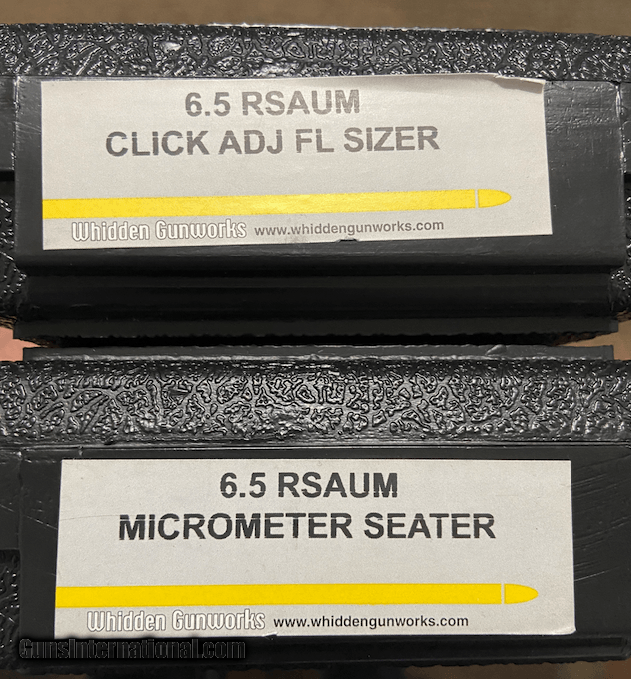 6.5 RSAUM
CLICK ADJ FL SIZER
Whidden Gunworks www.whiddengunworks.com
6.5 RSAUM
MICROMETER SEATER
Whidden Gunworks www.whiddengunworks.com
GunsInternational.com